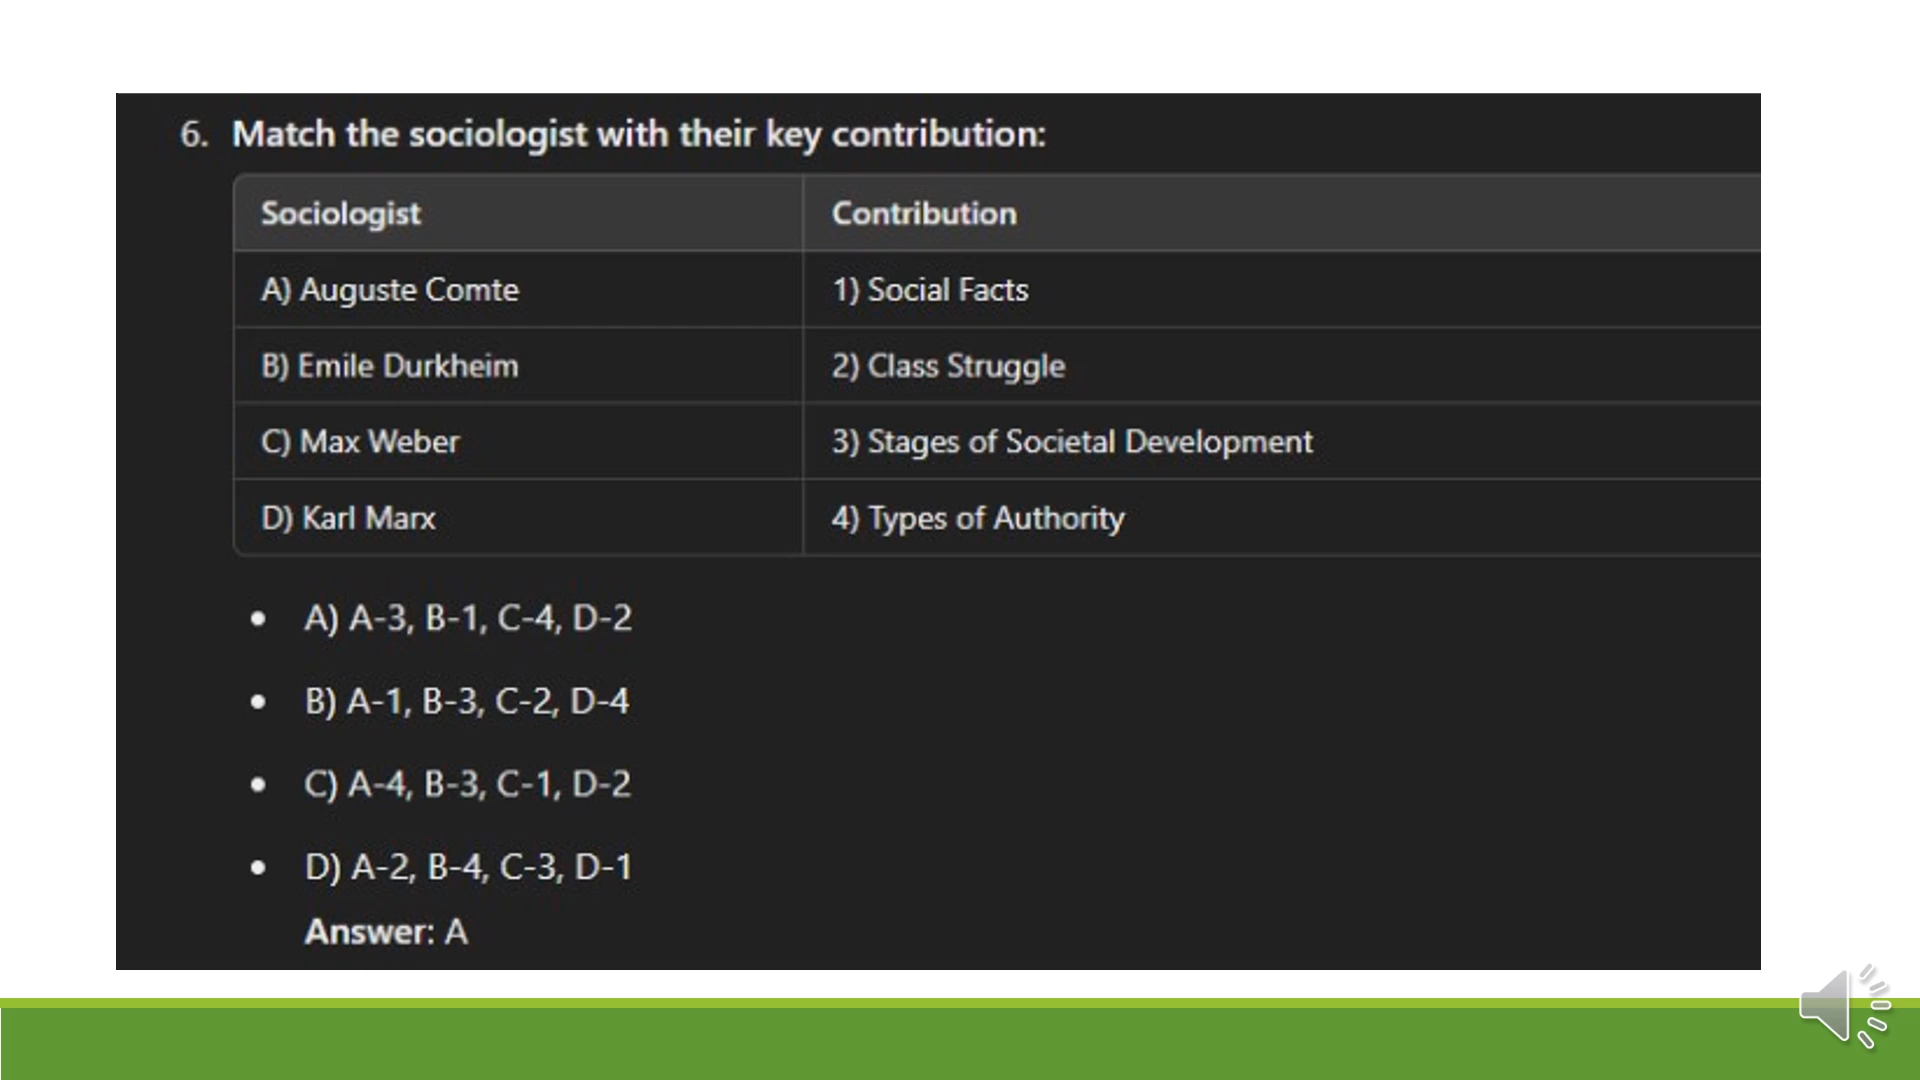 6. Match the sociologist with their key contribution:
Sociologist Contribution
A) Auguste Comte 1) Social Facts
B) Emile Durkheim 2) Class Struggle
C) Max Weber 3) Stages of Societal Development
D) Karl Marx 4) Types of Authority
• A) A-3, B-1, C-4, D-2
• B) A-1, B-3, C-2, D-4
• C) A-4, B-3, C-1, D-2
• D) A-2, B-4, C-3, D-1
Answer: A